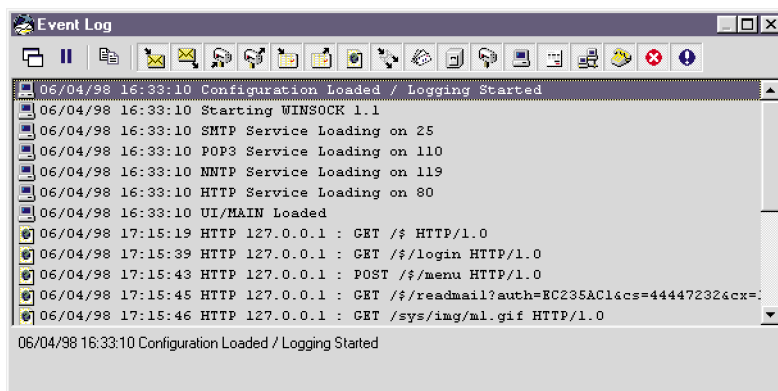 Event Log
06/04/98 16:33:10 Configuration Loaded / Logging Started
06/04/98 16:33:10 Starting WINSOCK 1.1
06/04/98 16:33:10 SMTP Service Loading on 25
06/04/98 16:33:10 POP3 Service Loading on 110
06/04/98 16:33:10 NNTP Service Loading on 119
06/04/98 16:33:10 HTTP Service Loading on 80
06/04/98 16:33:10 UI/MAIN Loaded
06/04/98 17:15:19 HTTP 127.0.0.1 : GET /$ HTTP/1.0
06/04/98 17:15:39 HTTP 127.0.0.1 : GET /$/login HTTP/1.0
06/04/98 17:15:43 HTTP 127.0.0.1 : POST /$/menu HTTP/1.0
06/04/98 17:15:45 HTTP 127.0.0.1 : GET /$/readmail?auth=EC235AC1&cs=44447232&cx=
06/04/98 17:15:46 HTTP 127.0.0.1 : GET /sys/img/ml.gif HTTP/1.0
06/04/98 16:33:10 Configuration Loaded / Logging Started